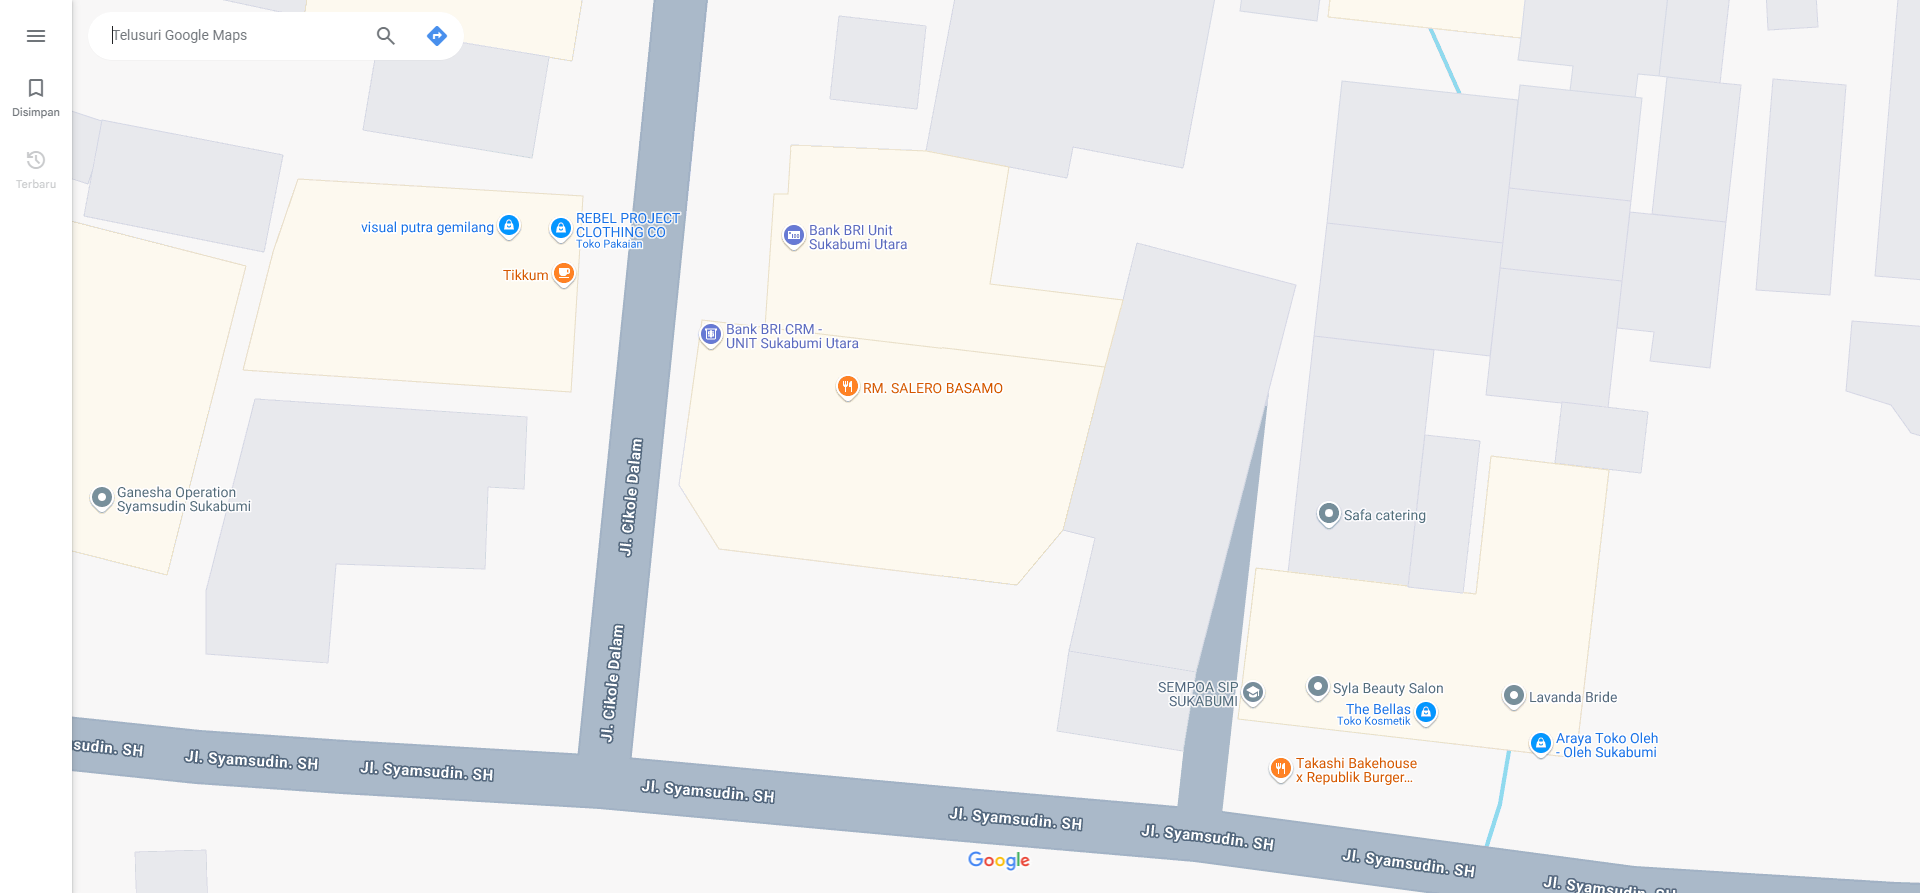 Telusuri Google Maps
Disimpan
Terbaru
visual putra gemilang
REBEL PROJECT
CLOTHING CO
Toko Pakaian
Tikkum
Bank BRI Unit
Sukabumi Utara
Bank BRI CRM -
UNIT Sukabumi Utara
RM. SALERO BASAMO
Jl. Cikole Dalam
Ganesha Operation
Syamsudin Sukabumi
Safa catering
Jl. Cikole Dalam
SEMPOA SIP
SUKABUMI
Syla Beauty Salon
The Bellas
Toko Kosmetik
Lavanda Bride
Araya Toko Oleh
- Oleh Sukabumi
Takashi Bakehouse
x Republik Burger...
sudin. SH
Jl. Syamsudin. SH
Jl. Syamsudin. SH
Jl. Syamsudin. SH
Jl. Syamsudin. SH
Jl. Syamsudin. SH
Jl. Syamsudin. SH
Jl. Syamsudin. SH
Google